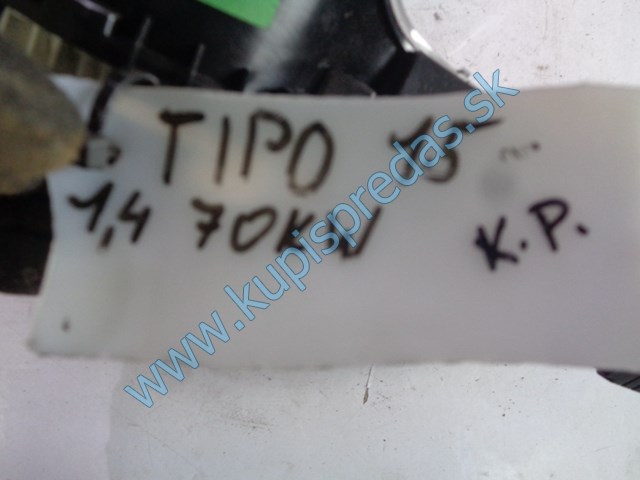 TIPO 15-
1,4 70KW K.P.
www.kupispredas.sk